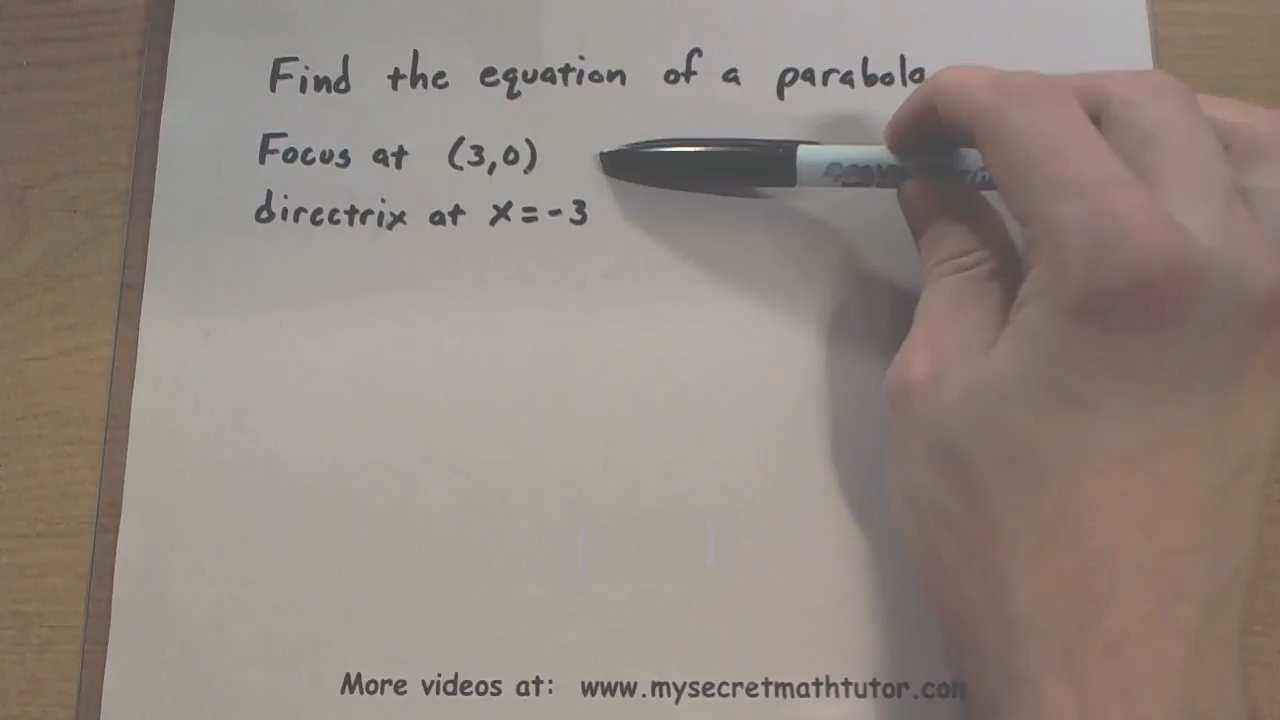 Find the equation of a parabola
Focus at (3,0)
directrix at x=-3
More videos at: www.mysecretmathtutor.com